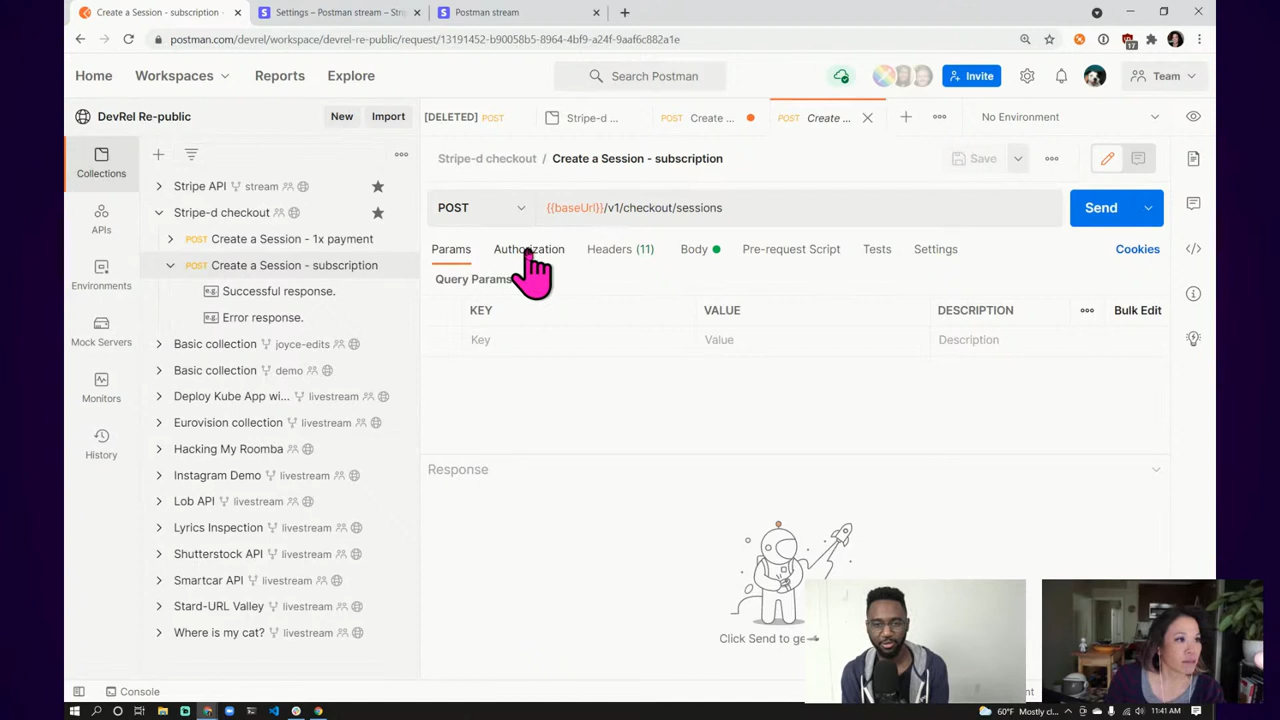 Create a Session - subscription
Settings – Postman stream – Str
Postman stream
postman.com/devrel/workspace/devrel-re-public/request/13191452-b90058b5-8964-4bf9-a24f-9aaf6c882a1e
17
Home
Workspaces
Reports
Explore
Search Postman
Invite
Team
DevRel Re-public
New
Import
[DELETED] POST
Stripe-d ...
POST Create ...
POST Create ...
No Environment
Collections
APIs
Environments
Mock Servers
Monitors
History
Stripe API stream
Stripe-d checkout
POST Create a Session - 1x payment
POST Create a Session - subscription
e.g. Successful response.
e.g. Error response.
Basic collection joyce-edits
Basic collection demo
Deploy Kube App wi... livestream
Eurovision collection livestream
Hacking My Roomba
Instagram Demo livestream
Lob API livestream
Lyrics Inspection livestream
Shutterstock API livestream
Smartcar API livestream
Stard-URL Valley livestream
Where is my cat? livestream
Stripe-d checkout / Create a Session - subscription
Save
POST
{{baseUrl}}/v1/checkout/sessions
Send
Params
Authorization
Headers (11)
Body
Pre-request Script
Tests
Settings
Cookies
Query Params
KEY
VALUE
DESCRIPTION
Bulk Edit
Key
Value
Description
Response
Click Send to ge
Console
60°F Mostly cl...
11:41 AM